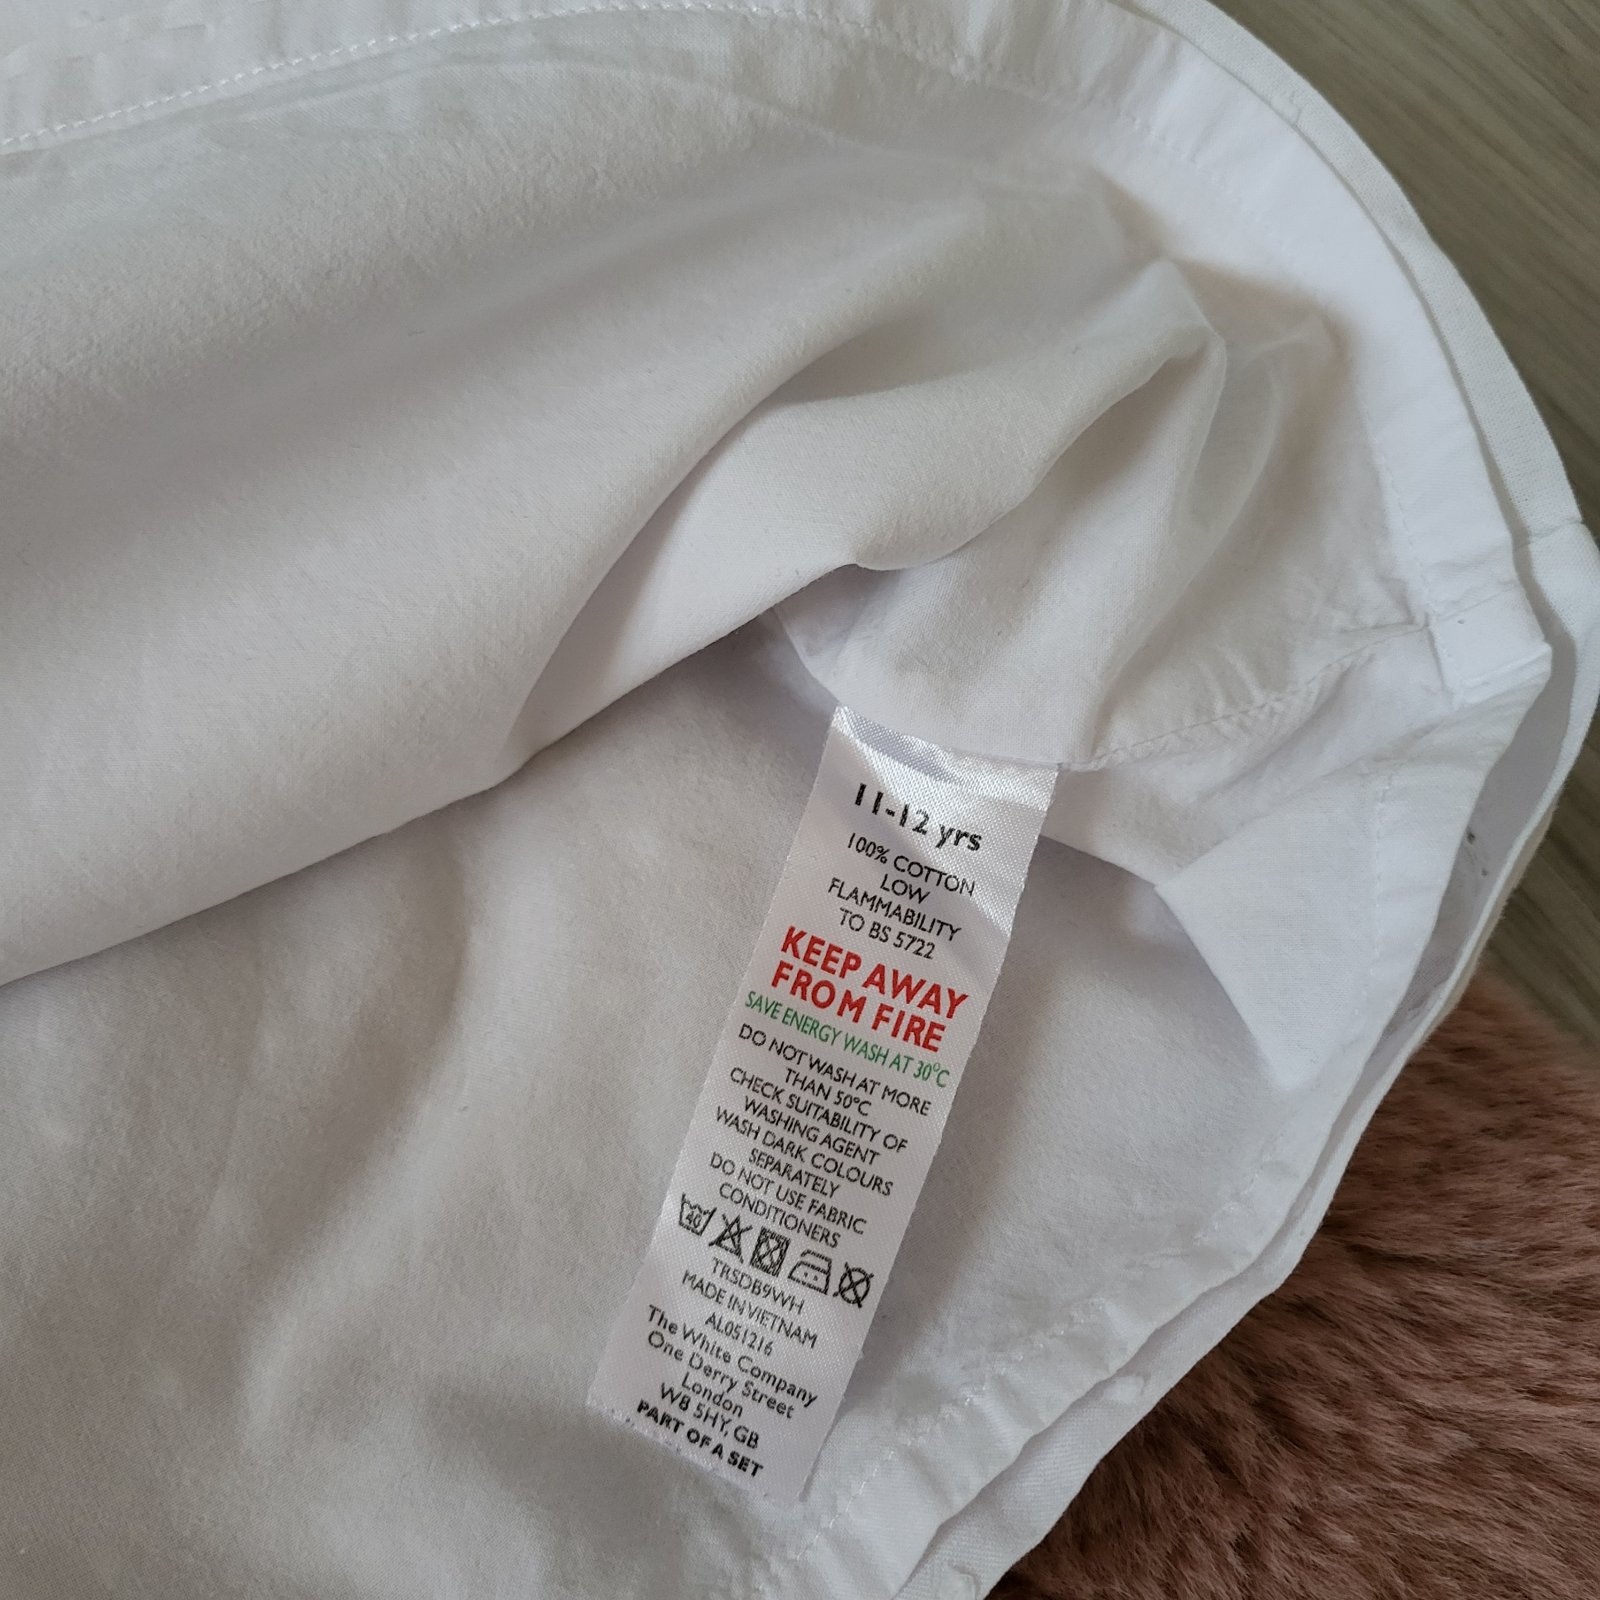 11-12 yrs
100% COTTON
LOW
FLAMMABILITY
TO BS 5722
KEEP AWAY
FROM FIRE
SAVE ENERGY WASH AT 30°C
DO NOT WASH AT MORE
THAN 50°C
CHECK SUITABILITY OF
WASHING AGENT
WASH DARK COLOURS
SEPARATELY
DO NOT USE FABRIC
CONDITIONERS
40
TRSDB9WH
MADE IN VIETNAM
AL051216
The White Company
One Derry Street
London
W8 5HY, GB
PART OF A SET